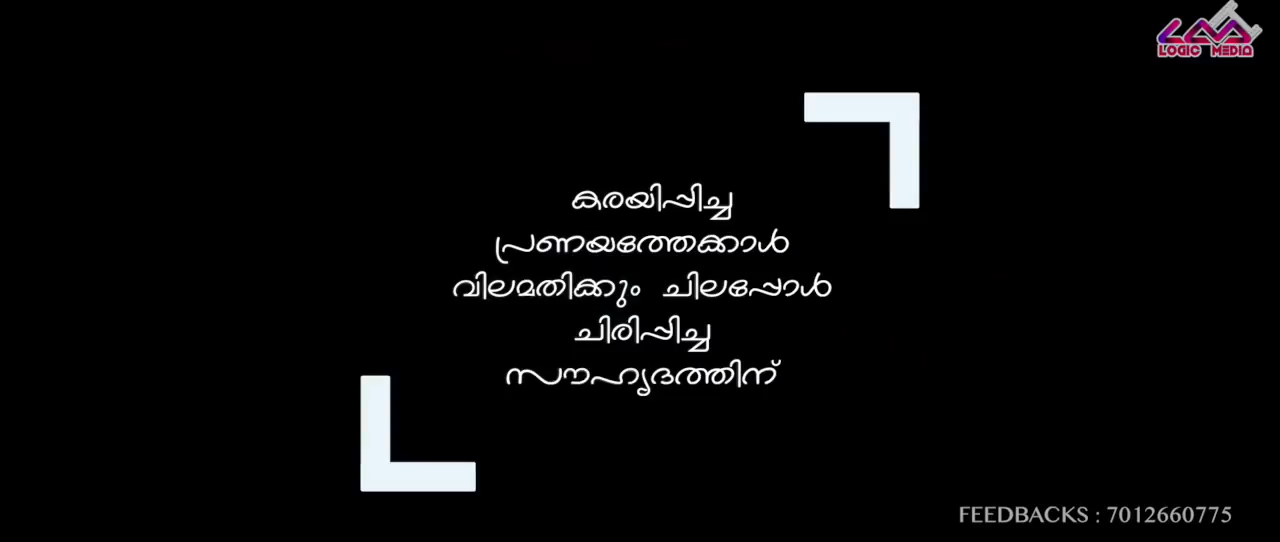 LOGIC MEDIA
കരയിപ്പിച്ച
പ്രണയത്തേക്കാൾ
വിലമതിക്കും ചിലപ്പോൾ
ചിരിപ്പിച്ച
സൗഹൃദത്തിന്
FEEDBACKS : 7012660775